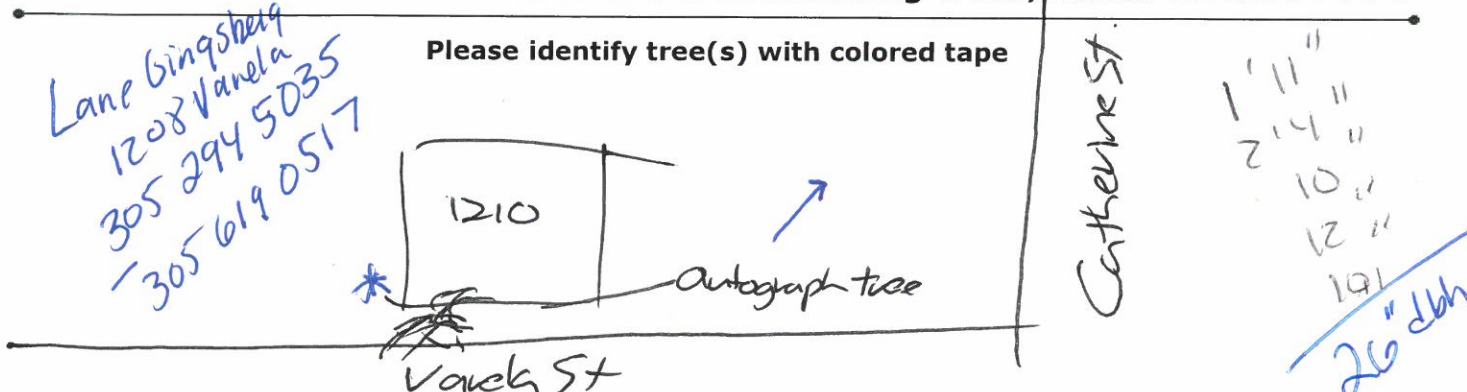 Please identify tree(s) with colored tape
Lane Gingsberg
1208 Varela
305 294 5035
305 619 0517
1210
Autograph tree
Varela St
Catherine St.
1' 11"
2' 4"
10"
12"
26" dbh